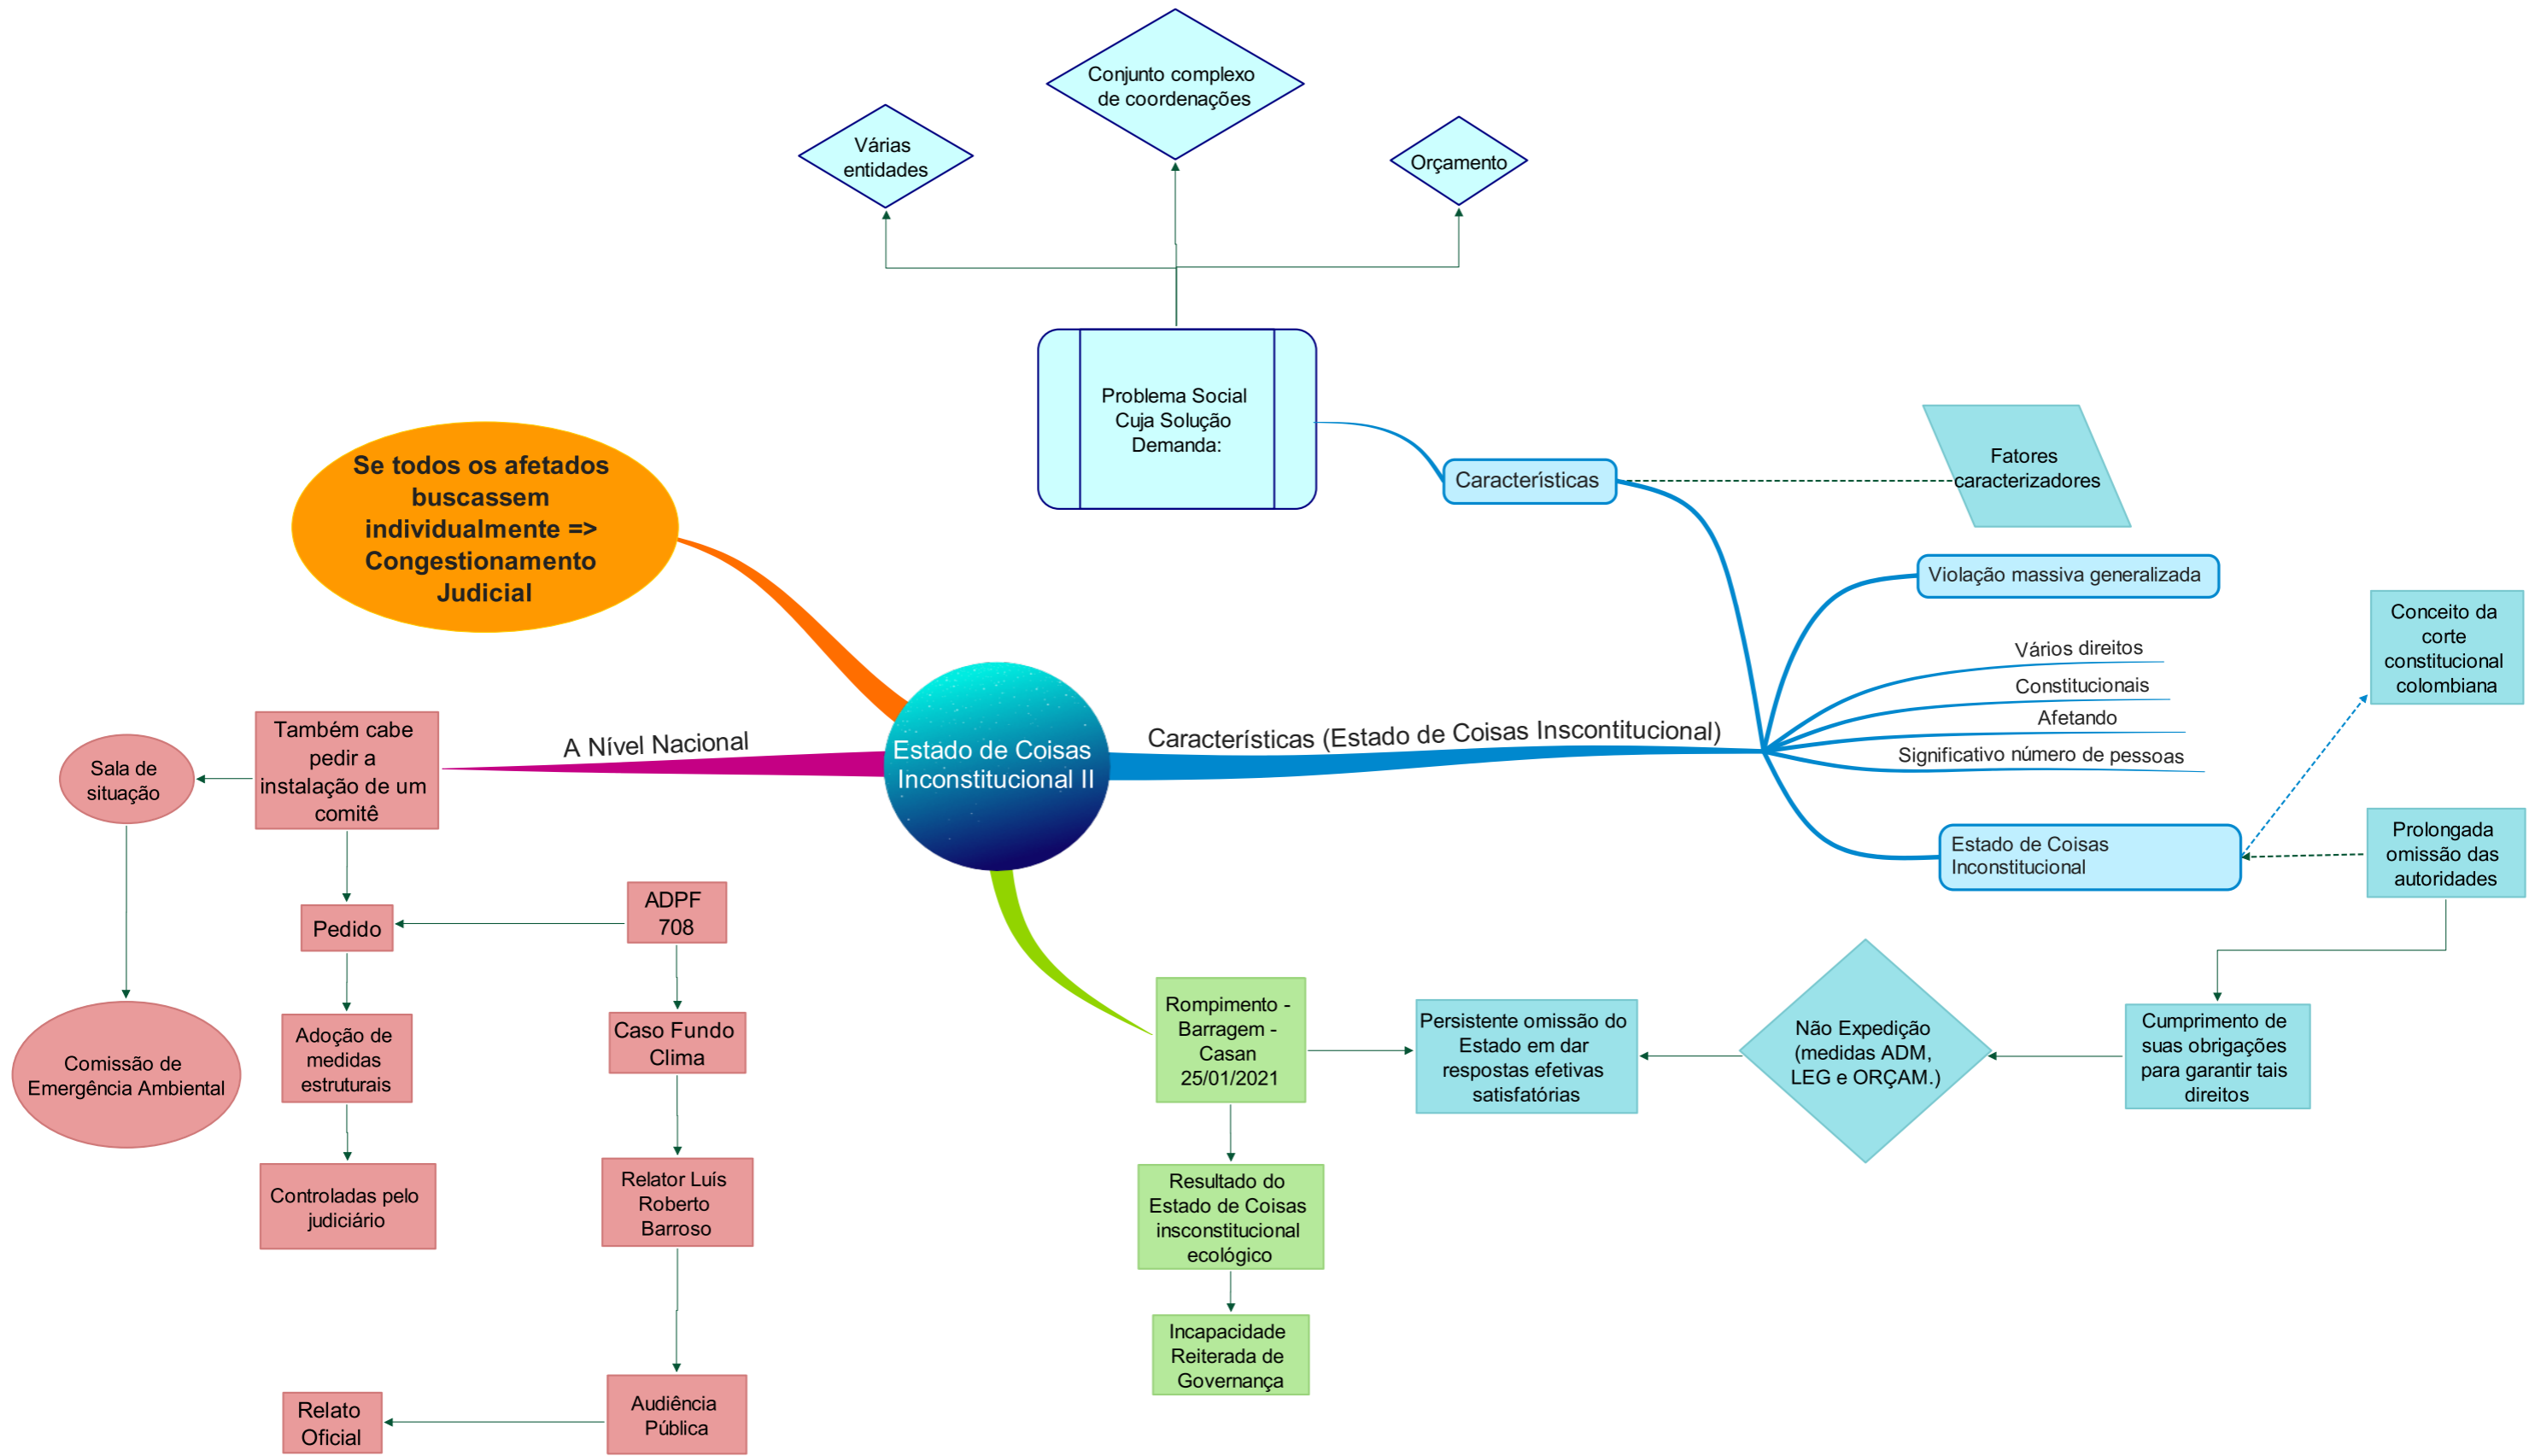 Conjunto complexo
de coordenações
Várias
entidades
Orçamento
Problema Social
Cuja Solução
Demanda:
Características
Fatores
caracterizadores
Se todos os afetados
buscassem
individualmente =>
Congestionamento
Judicial
Violação massiva generalizada
Vários direitos
Constitucionais
Afetando
Significativo número de pessoas
Conceito da
corte
constitucional
colombiana
Características (Estado de Coisas Inscontitucional)
Estado de Coisas
Inconstitucional II
A Nível Nacional
Também cabe
pedir a
instalação de um
comitê
Sala de
situação
Estado de Coisas
Inconstitucional
Prolongada
omissão das
autoridades
Pedido
ADPF
708
Comissão de
Emergência Ambiental
Adoção de
medidas
estruturais
Caso Fundo
Clima
Rompimento -
Barragem -
Casan
25/01/2021
Persistente omissão do
Estado em dar
respostas efetivas
satisfatórias
Não Expedição
(medidas ADM,
LEG e ORÇAM.)
Cumprimento de
suas obrigações
para garantir tais
direitos
Controladas pelo
judiciário
Relator Luís
Roberto
Barroso
Resultado do
Estado de Coisas
insconstitucional
ecológico
Incapacidade
Reiterada de
Governança
Relato
Oficial
Audiência
Pública